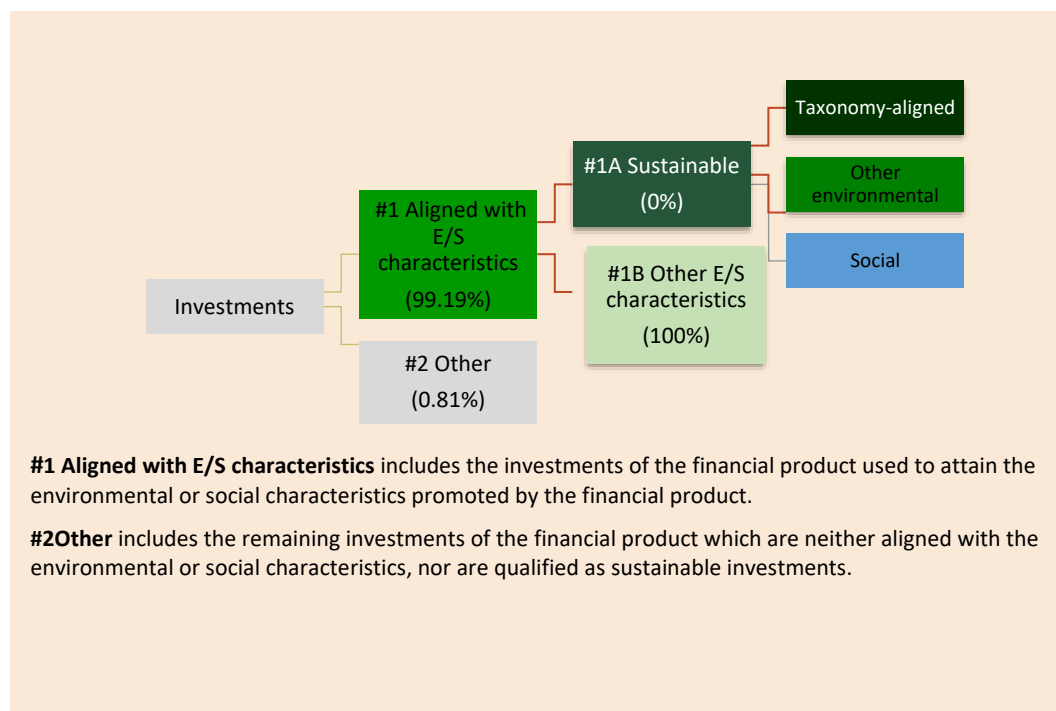 Investments
#1 Aligned with
E/S
characteristics
(99.19%)
#2 Other
(0.81%)
#1A Sustainable
(0%)
#1B Other E/S
characteristics
(100%)
Taxonomy-aligned
Other
environmental
Social
#1 Aligned with E/S characteristics includes the investments of the financial product used to attain the
environmental or social characteristics promoted by the financial product.
#2Other includes the remaining investments of the financial product which are neither aligned with the
environmental or social characteristics, nor are qualified as sustainable investments.